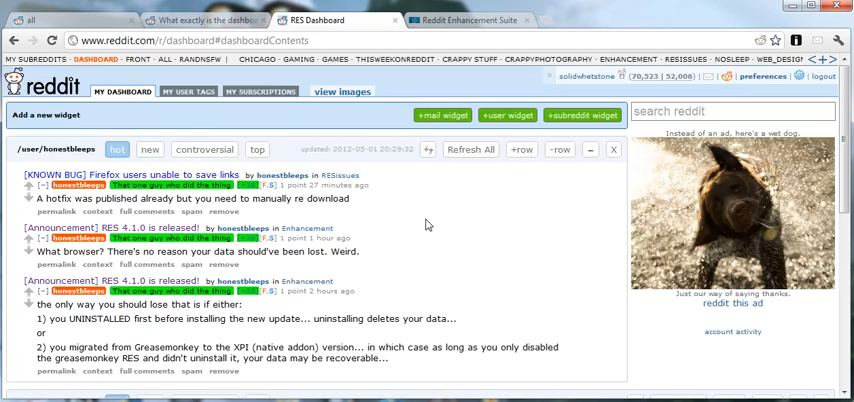 all
What exactly is the dashboa
RES Dashboard
Reddit Enhancement Suite
www.reddit.com/r/dashboard#dashboardContents
MY SUBREDDITS · DASHBOARD · FRONT · ALL · RANDNSFW | CHICAGO · GAMING · GAMES · THISWEEKONREDDIT · CRAPPY STUFF · CRAPPYPHOTOGRAPHY · ENHANCEMENT · RESISSUES · NOSLEEP · WEB_DESIGN
reddit MY DASHBOARD MY USER TAGS MY SUBSCRIPTIONS view images
solidwhetstone (70,523 | 52,006) | preferences | logout
Add a new widget +mail widget +user widget +subreddit widget
search reddit
/user/honestbleeps hot new controversial top updated: 2012-05-01 20:29:32 Refresh All +row -row – X
[KNOWN BUG] Firefox users unable to save links by honestbleeps in RESissues
[-] honestbleeps That one guy who did the thing [F,S] 1 point 27 minutes ago
A hotfix was published already but you need to manually re download
permalink context full comments spam remove
[Announcement] RES 4.1.0 is released! by honestbleeps in Enhancement
[-] honestbleeps That one guy who did the thing [F,S] 1 point 1 hour ago
What browser? There's no reason your data should've been lost. Weird.
permalink context full comments spam remove
[Announcement] RES 4.1.0 is released! by honestbleeps in Enhancement
[-] honestbleeps That one guy who did the thing [F,S] 1 point 2 hours ago
the only way you should lose that is if either:
1) you UNINSTALLED first before installing the new update... uninstalling deletes your data...
or
2) you migrated from Greasemonkey to the XPI (native addon) version... in which case as long as you only disabled
the greasemonkey RES and didn't uninstall it, your data may be recoverable...
permalink context full comments spam remove
Instead of an ad, here's a wet dog.
Just our way of saying thanks.
reddit this ad
account activity